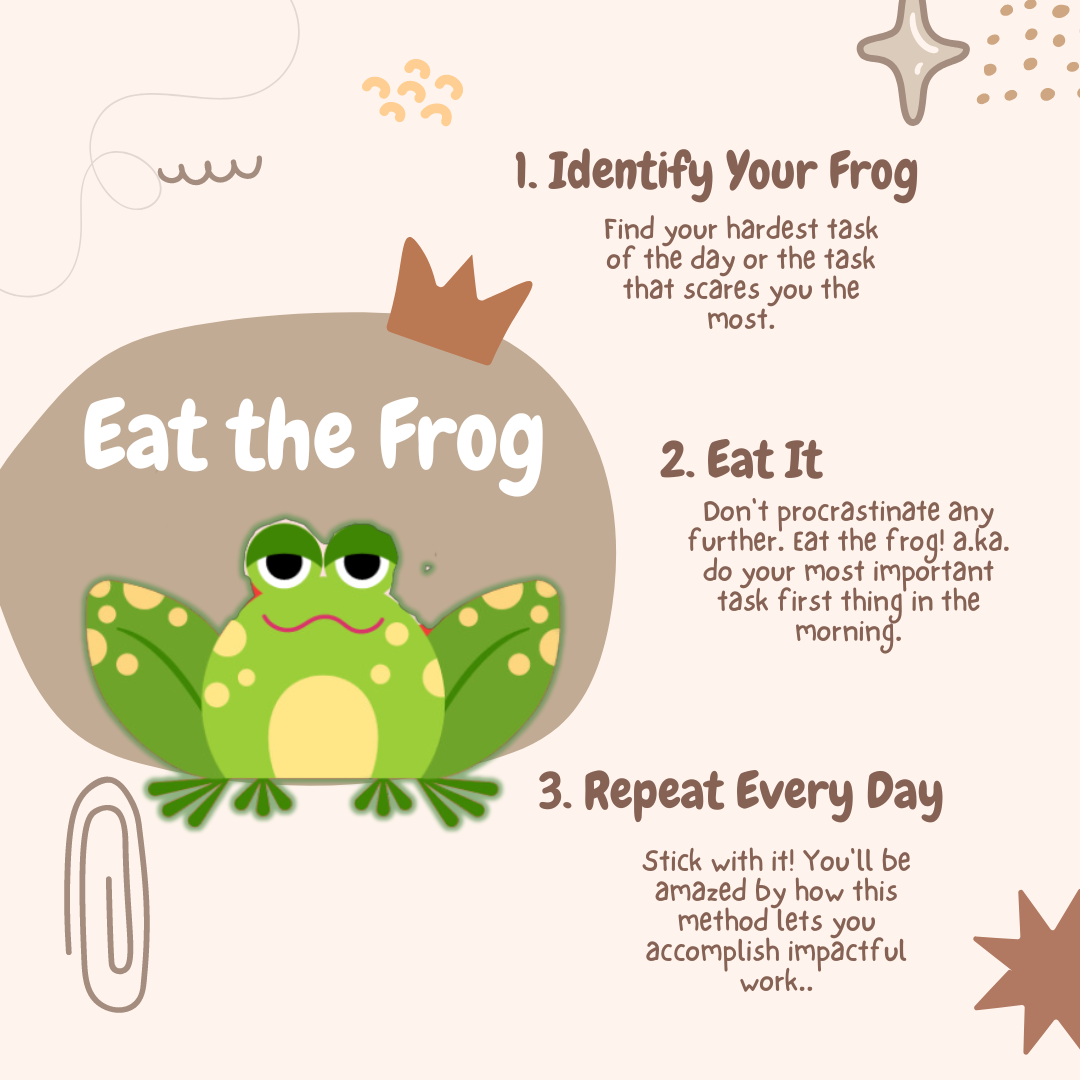 Eat the Frog
1. Identify Your Frog
Find your hardest task
of the day or the task
that scares you the
most.
2. Eat It
Don't procrastinate any
further. Eat the frog! a.ka.
do your most important
task first thing in the
morning.
3. Repeat Every Day
Stick with it! You'll be
amazed by how this
method lets you
accomplish impactful
work..